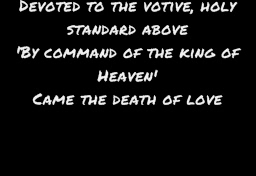 Devoted to the votive, holy
standard above
'By command of the king of
Heaven'
Came the death of love